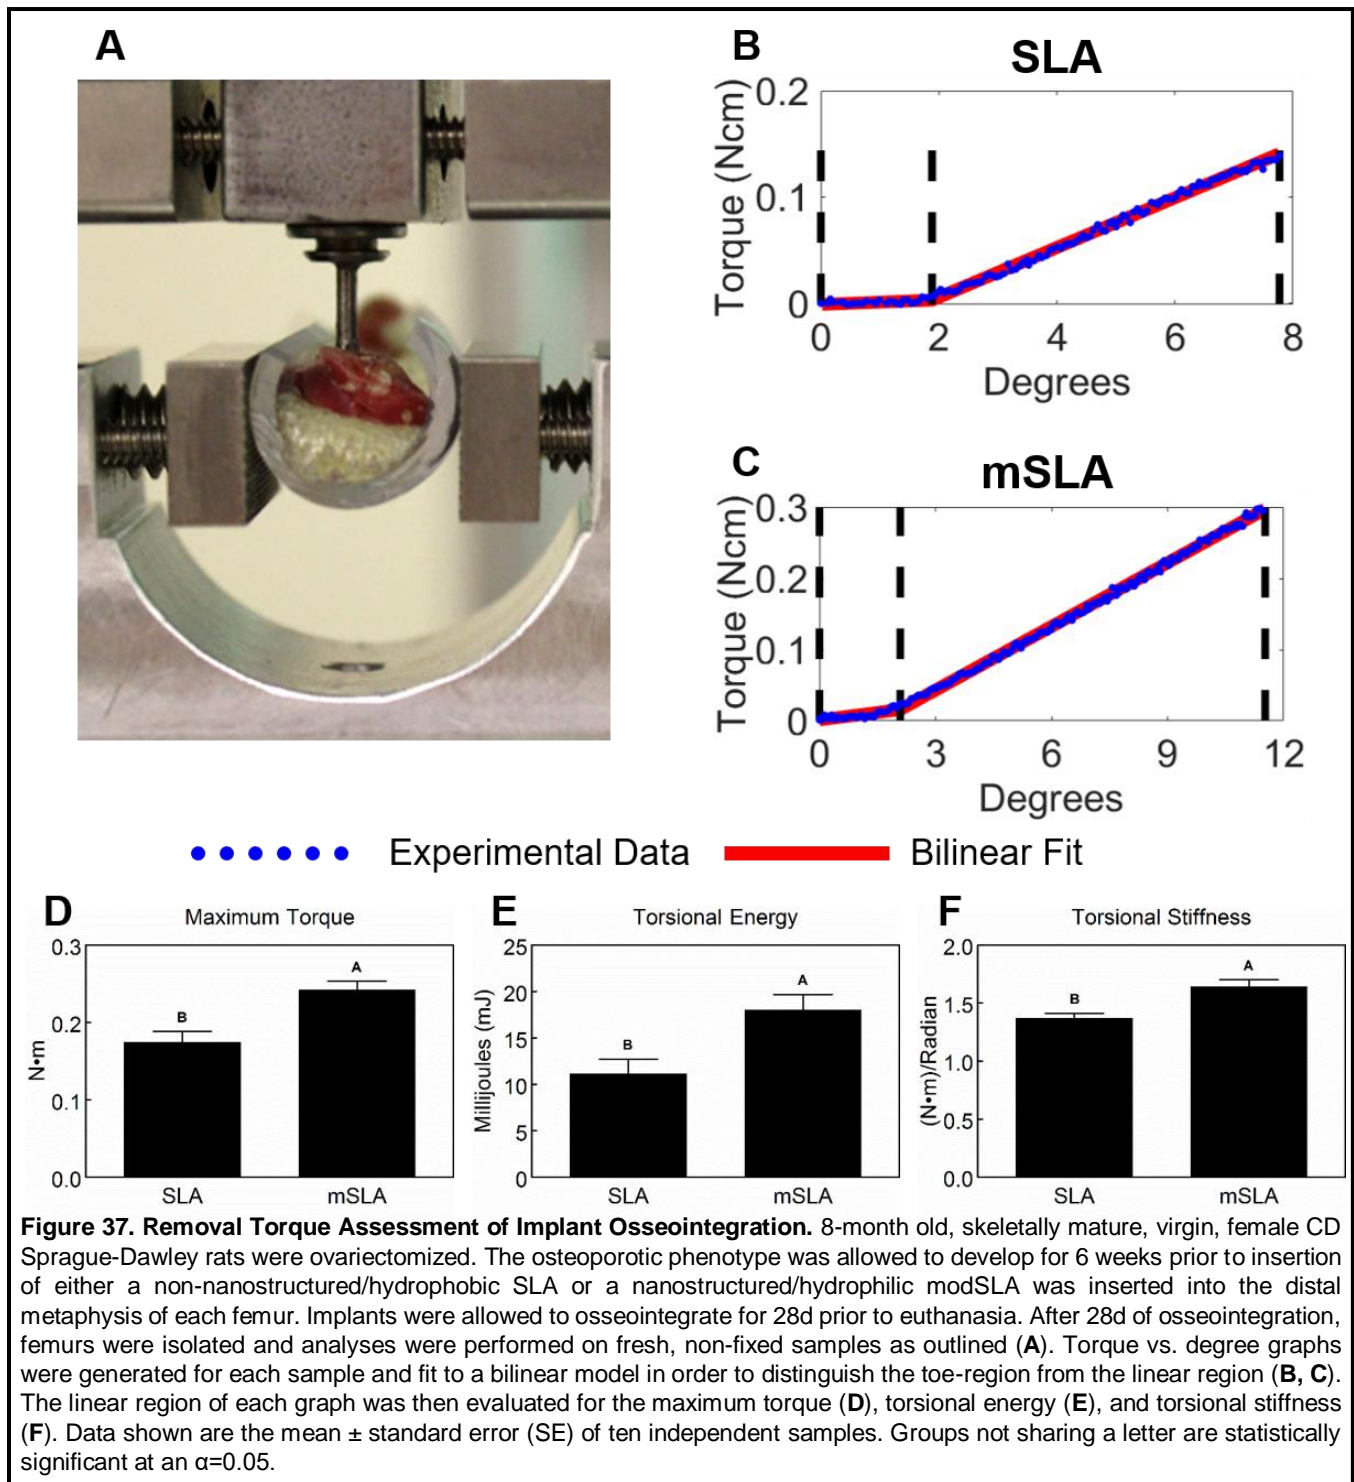 A
B
SLA
Torque (Ncm)
0.2
0.1
0
0 2 4 6 8
Degrees
C
mSLA
Torque (Ncm)
0.3
0.2
0.1
0
0 3 6 9 12
Degrees
Experimental Data Bilinear Fit
D
Maximum Torque
N•m
0.3
0.2
0.1
0.0
B
A
SLA mSLA
E
Torsional Energy
Millijoules (mJ)
25
20
15
10
5
0
B
A
SLA mSLA
F
Torsional Stiffness
(N•m)/Radian
2.0
1.5
1.0
0.5
0.0
B
A
SLA mSLA
Figure 37. Removal Torque Assessment of Implant Osseointegration. 8-month old, skeletally mature, virgin, female CD
Sprague-Dawley rats were ovariectomized. The osteoporotic phenotype was allowed to develop for 6 weeks prior to insertion
of either a non-nanostructured/hydrophobic SLA or a nanostructured/hydrophilic modSLA was inserted into the distal
metaphysis of each femur. Implants were allowed to osseointegrate for 28d prior to euthanasia. After 28d of osseointegration,
femurs were isolated and analyses were performed on fresh, non-fixed samples as outlined (A). Torque vs. degree graphs
were generated for each sample and fit to a bilinear model in order to distinguish the toe-region from the linear region (B, C).
The linear region of each graph was then evaluated for the maximum torque (D), torsional energy (E), and torsional stiffness
(F). Data shown are the mean ± standard error (SE) of ten independent samples. Groups not sharing a letter are statistically
significant at an α=0.05.